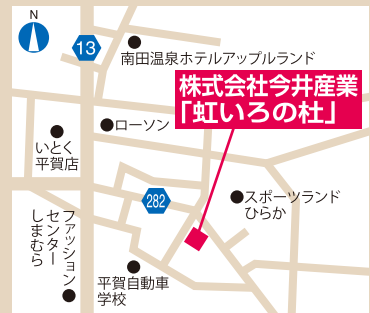 N
13
南田温泉ホテルアップルランド
株式会社今井産業
「虹いろの杜」
ローソン
いとく
平賀店
282
スポーツランド
ひらか
ファッション
センター
しまむら
平賀自動車
学校